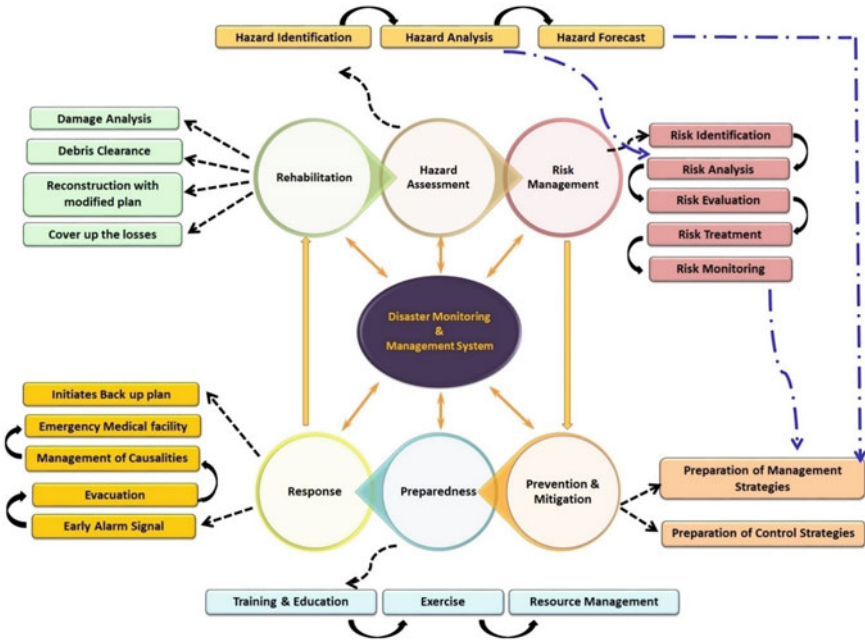 Hazard Identification
Hazard Analysis
Hazard Forecast
Damage Analysis
Debris Clearance
Reconstruction with
modified plan
Cover up the losses
Rehabilitation
Hazard
Assessment
Risk
Management
Risk Identification
Risk Analysis
Risk Evaluation
Risk Treatment
Risk Monitoring
Disaster Monitoring
&
Management System
Initiates Back up plan
Emergency Medical facility
Management of Causalities
Evacuation
Early Alarm Signal
Response
Preparedness
Prevention &
Mitigation
Preparation of Management
Strategies
Preparation of Control Strategies
Training & Education
Exercise
Resource Management